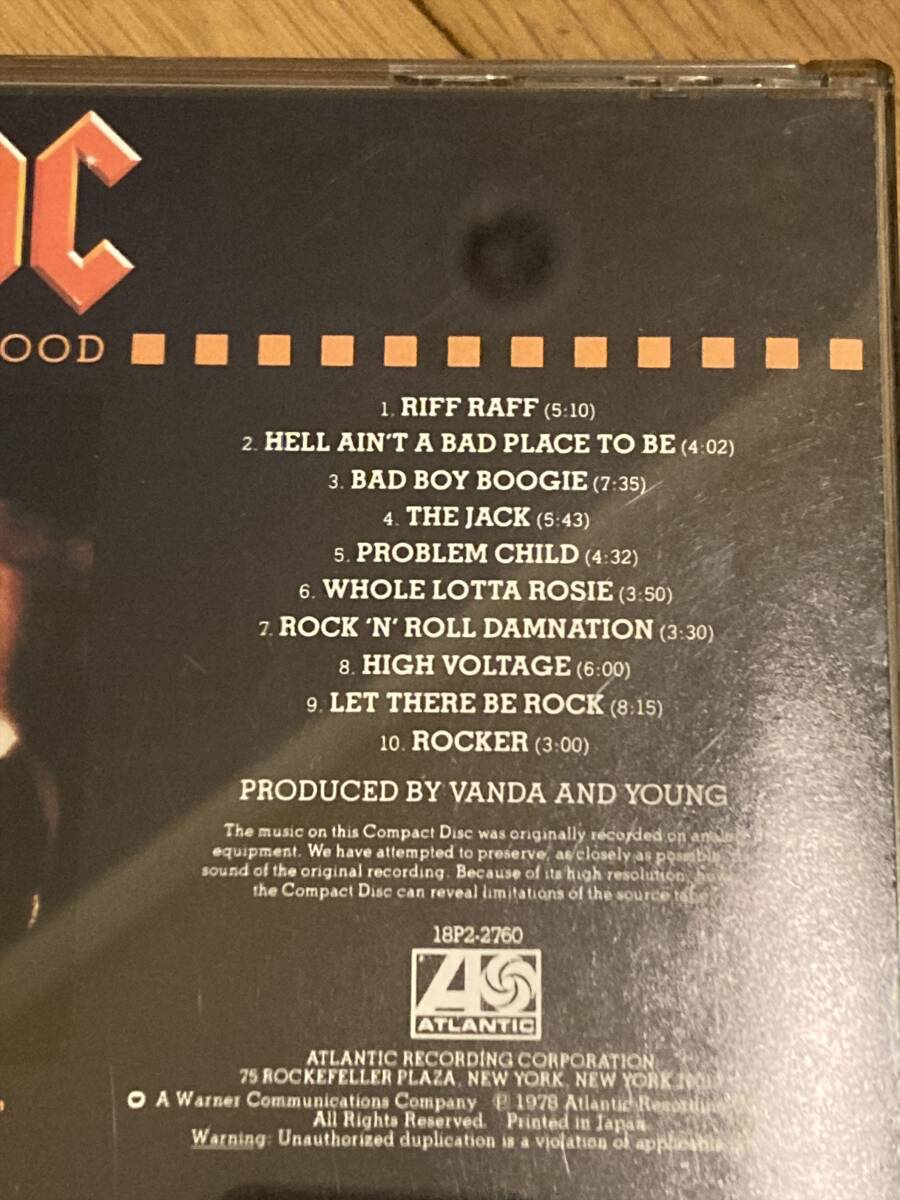 DC
OOD
1. RIFF RAFF (5:10)
2. HELL AIN'T A BAD PLACE TO BE (4:02)
3. BAD BOY BOOGIE (7:35)
4. THE JACK (5:43)
5. PROBLEM CHILD (4:32)
6. WHOLE LOTTA ROSIE (3:50)
7. ROCK 'N' ROLL DAMNATION (3:30)
8. HIGH VOLTAGE (6:00)
9. LET THERE BE ROCK (8:15)
10. ROCKER (3:00)
PRODUCED BY VANDA AND YOUNG
The music on this Compact Disc was originally recorded on analog
equipment. We have attempted to preserve, as closely as possible
sound of the original recording. Because of its high resolution,
the Compact Disc can reveal limitations of the source tape
18P2-2760
ATLANTIC
ATLANTIC RECORDING CORPORATION
75 ROCKEFELLER PLAZA, NEW YORK, NEW YORK
A Warner Communications Company ℗ 1978 Atlantic Recording
All Rights Reserved. Printed in Japan
Warning: Unauthorized duplication is a violation of applicable